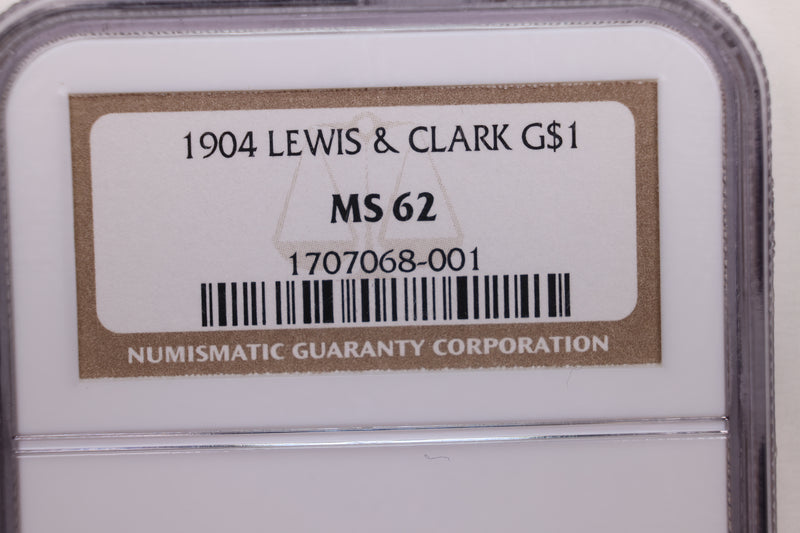 1904 LEWIS & CLARK G$1
MS 62
1707068-001
NUMISMATIC GUARANTY CORPORATION